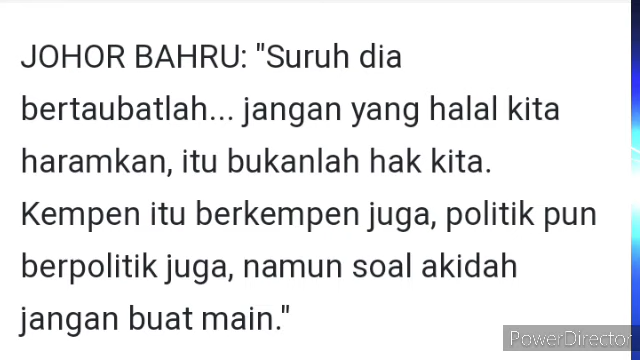 JOHOR BAHRU: "Suruh dia
bertaubatlah... jangan yang halal kita
haramkan, itu bukanlah hak kita.
Kempen itu berkempen juga, politik pun
berpolitik juga, namun soal akidah
jangan buat main."
PowerDirector